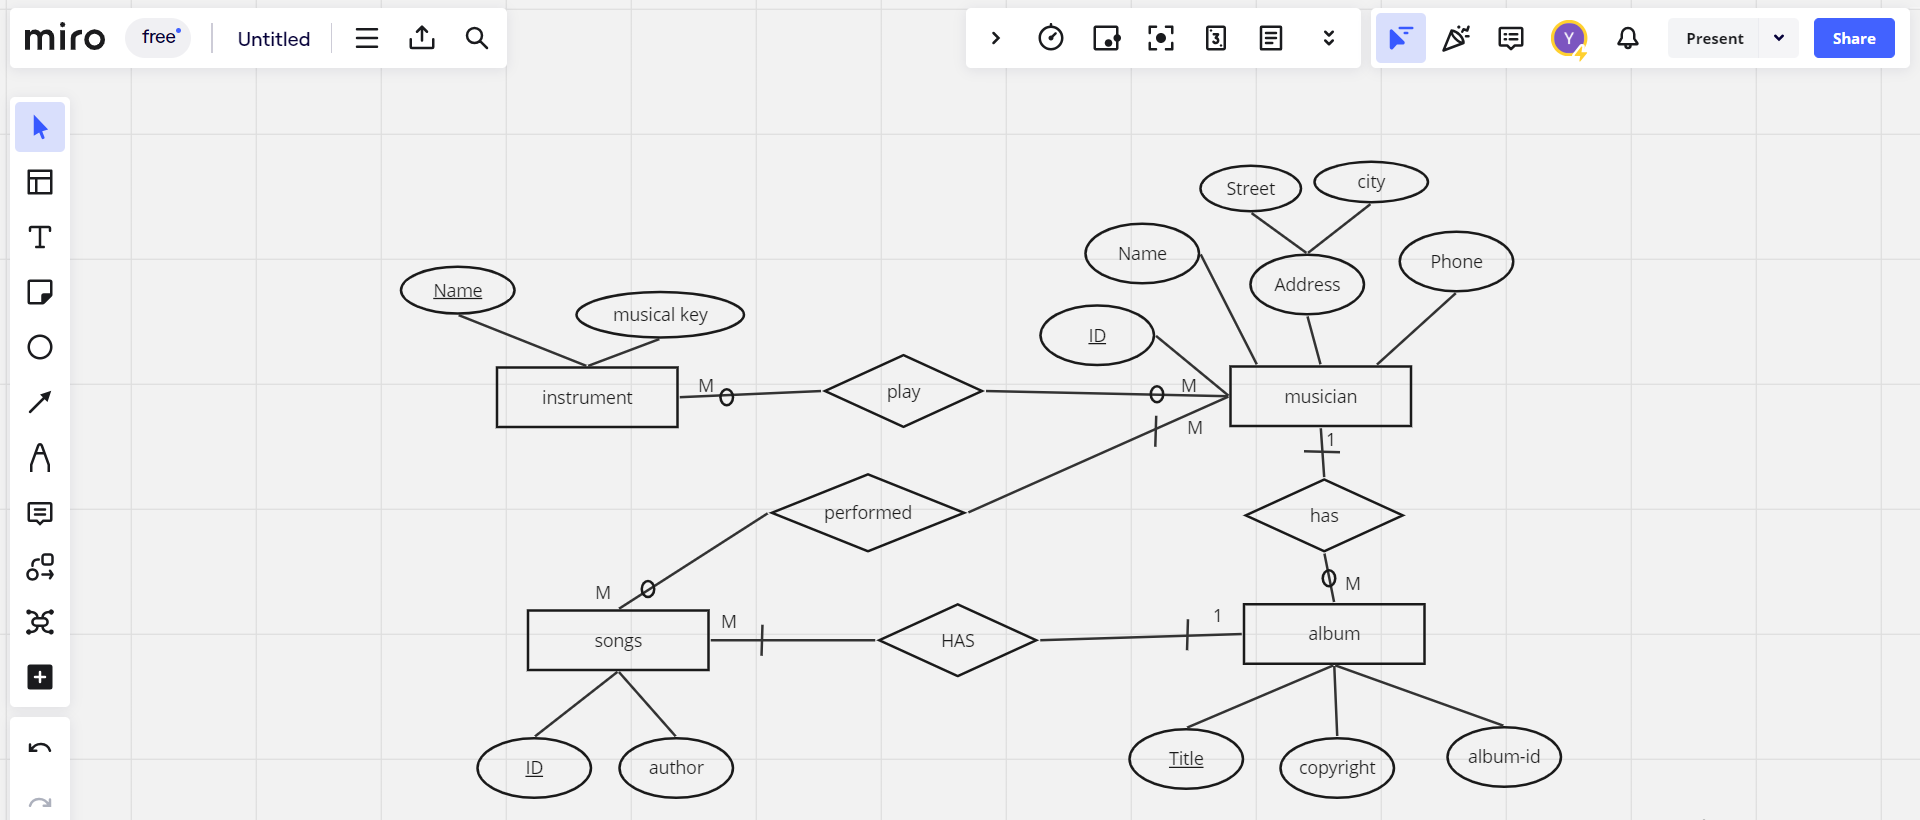 miro free Untitled
3 Y Present Share
Street city
Name Phone
Address
Name
musical key
ID
M M
instrument play musician
M
1
performed has
M M
M 1
songs HAS album
ID author Title copyright album-id